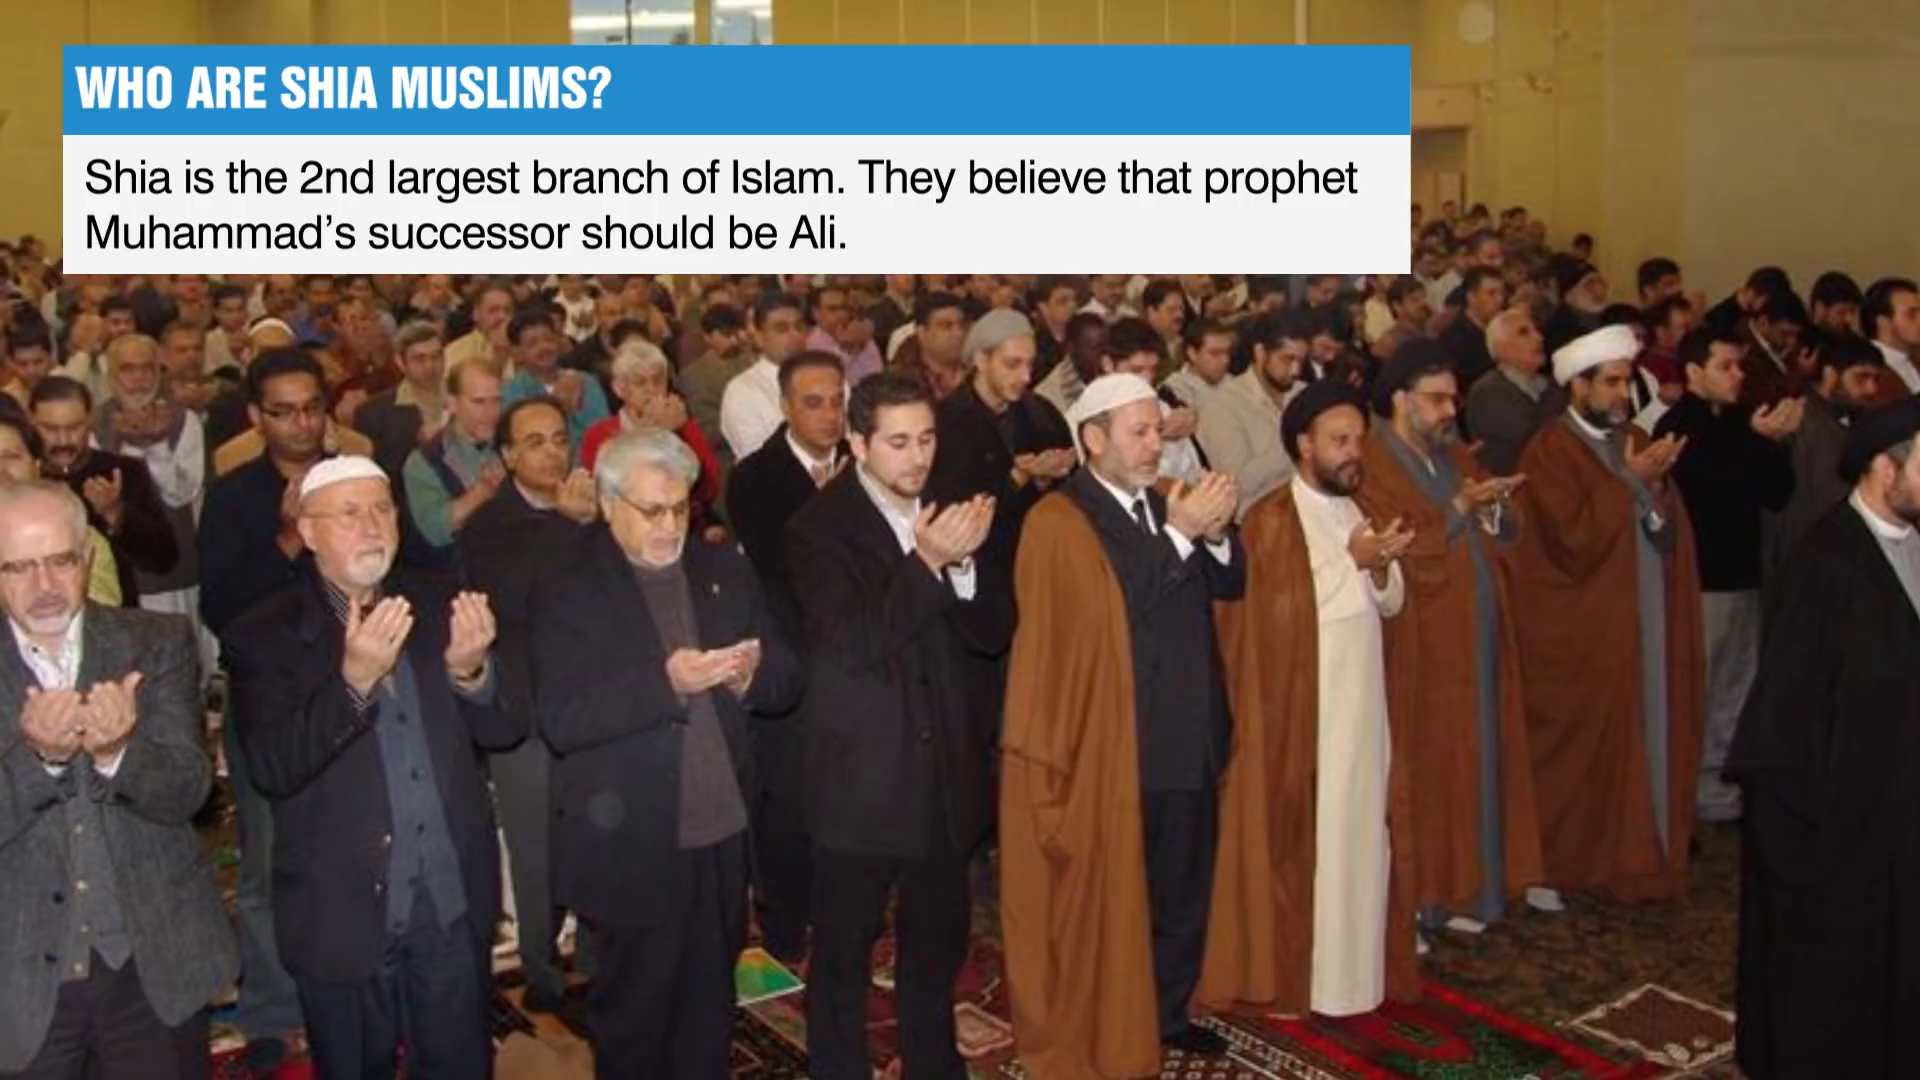 WHO ARE SHIA MUSLIMS?
Shia is the 2nd largest branch of Islam. They believe that prophet
Muhammad’s successor should be Ali.